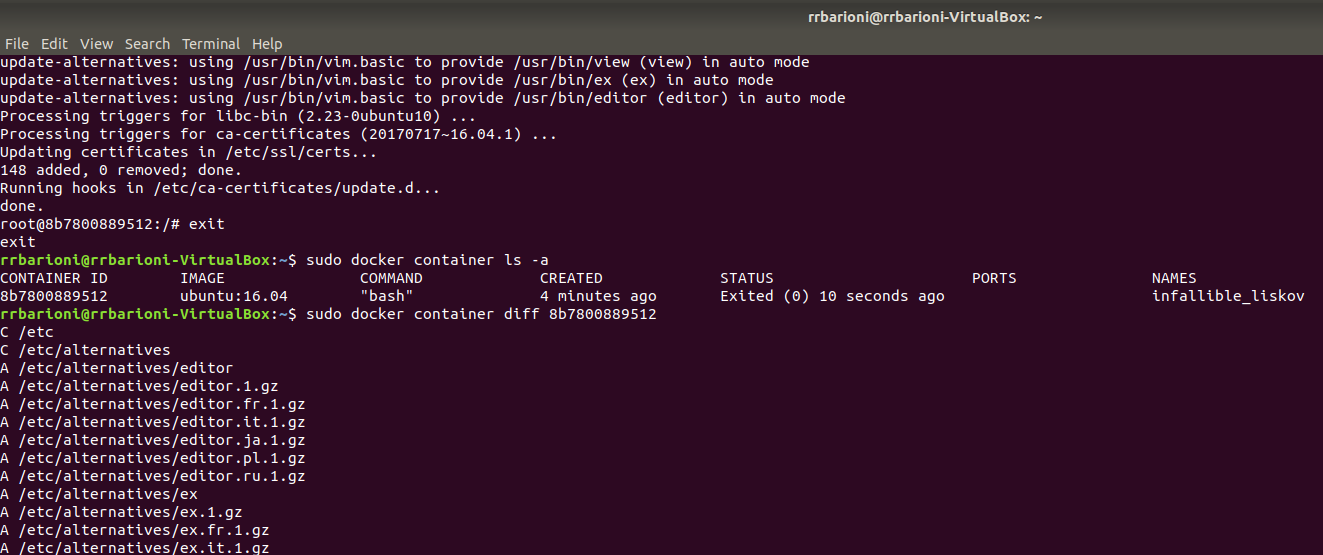 rrbarioni@rrbarioni-VirtualBox: ~
File Edit View Search Terminal Help
update-alternatives: using /usr/bin/vim.basic to provide /usr/bin/view (view) in auto mode
update-alternatives: using /usr/bin/vim.basic to provide /usr/bin/ex (ex) in auto mode
update-alternatives: using /usr/bin/vim.basic to provide /usr/bin/editor (editor) in auto mode
Processing triggers for libc-bin (2.23-0ubuntu10) ...
Processing triggers for ca-certificates (20170717~16.04.1) ...
Updating certificates in /etc/ssl/certs...
148 added, 0 removed; done.
Running hooks in /etc/ca-certificates/update.d...
done.
root@8b7800889512:/# exit
exit
rrbarioni@rrbarioni-VirtualBox:~$ sudo docker container ls -a
CONTAINER ID        IMAGE               COMMAND             CREATED             STATUS                      PORTS               NAMES
8b7800889512        ubuntu:16.04        "bash"              4 minutes ago       Exited (0) 10 seconds ago                       infallible_liskov
rrbarioni@rrbarioni-VirtualBox:~$ sudo docker container diff 8b7800889512
C /etc
C /etc/alternatives
A /etc/alternatives/editor
A /etc/alternatives/editor.1.gz
A /etc/alternatives/editor.fr.1.gz
A /etc/alternatives/editor.it.1.gz
A /etc/alternatives/editor.ja.1.gz
A /etc/alternatives/editor.pl.1.gz
A /etc/alternatives/editor.ru.1.gz
A /etc/alternatives/ex
A /etc/alternatives/ex.1.gz
A /etc/alternatives/ex.fr.1.gz
A /etc/alternatives/ex.it.1.gz